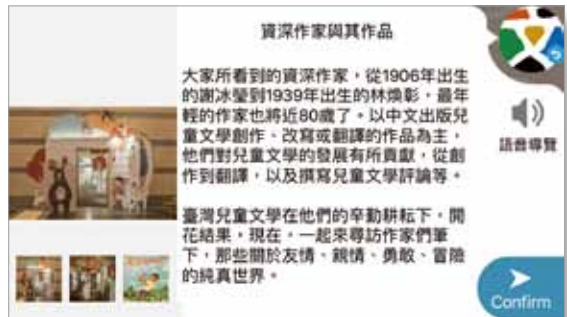 資深作家與其作品
大家所看到的資深作家，從1906年出生
的謝冰瑩到1939年出生的林煥彰，最年
輕的作家也將近80歲了。以中文出版兒
童文學創作、改寫或翻譯的作品為主，
他們對兒童文學的發展有所貢獻，從創
作到翻譯，以及撰寫兒童文學評論等。
臺灣兒童文學在他們的辛勤耕耘下，開
花結果，現在，一起來尋訪作家們筆
下，那些關於友情、親情、勇敢、冒險
的純真世界。
語音導覽
Confirm